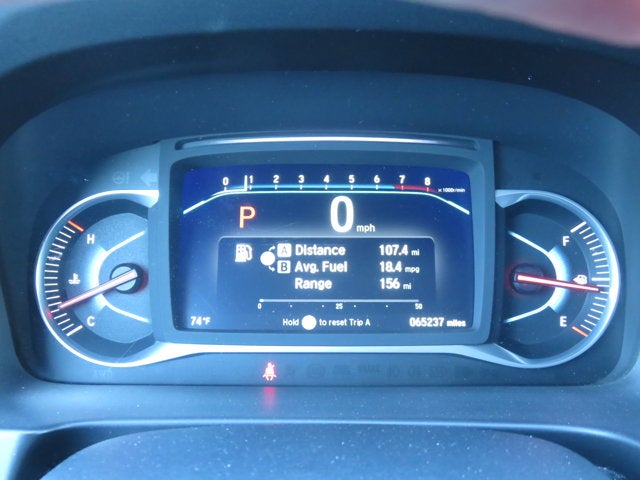 0 1 2 3 4 5 6 7 8 x 1000r/min
P 0 mph
H F
A Distance 107.4 mi
B Avg. Fuel 18.4 mpg
Range 156 mi
C E
0 25 50
74°F Hold to reset Trip A 065237 miles